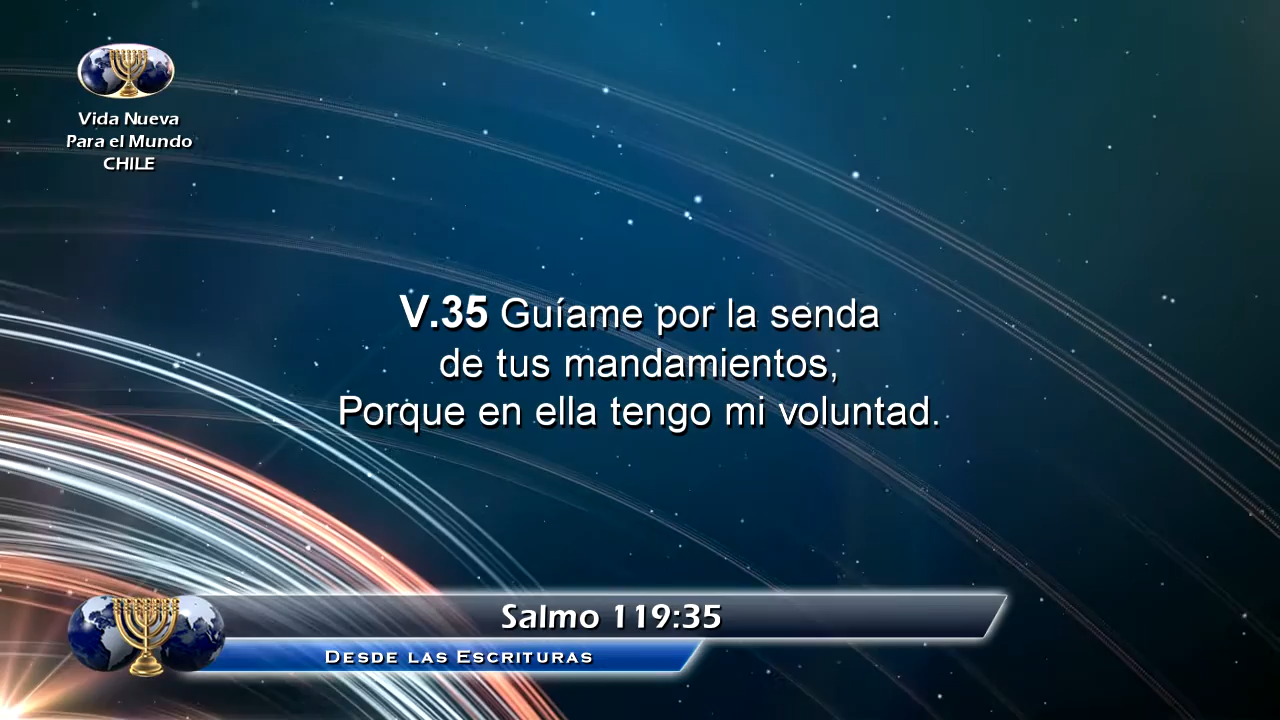 Vida Nueva
Para el Mundo
CHILE
V.35 Guíame por la senda
de tus mandamientos,
Porque en ella tengo mi voluntad.
Salmo 119:35
Desde las Escrituras